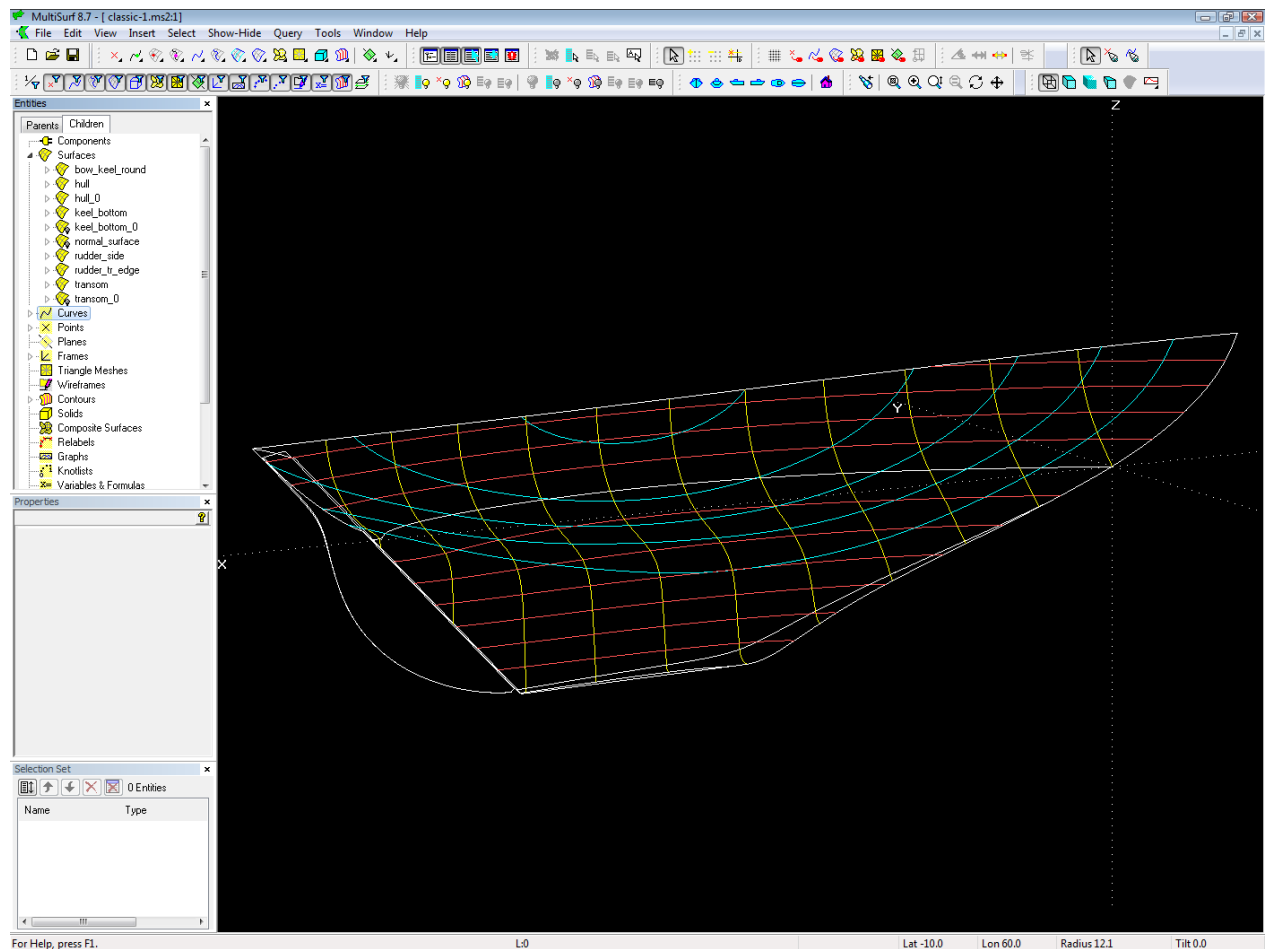 MultiSurf 8.7 - [ classic-1.ms2:1]
File Edit View Insert Select Show-Hide Query Tools Window Help
Entities
Parents Children
Components
Surfaces
bow_keel_round
hull
hull_0
keel_bottom
keel_bottom_0
normal_surface
rudder_side
rudder_tr_edge
transom
transom_0
Curves
Points
Planes
Frames
Triangle Meshes
Wireframes
Contours
Solids
Composite Surfaces
Relabels
Graphs
Knotlists
Variables & Formulas
Properties
Selection Set
0 Entities
Name Type
Z
Y
X
For Help, press F1. L:0 Lat -10.0 Lon 60.0 Radius 12.1 Tilt 0.0